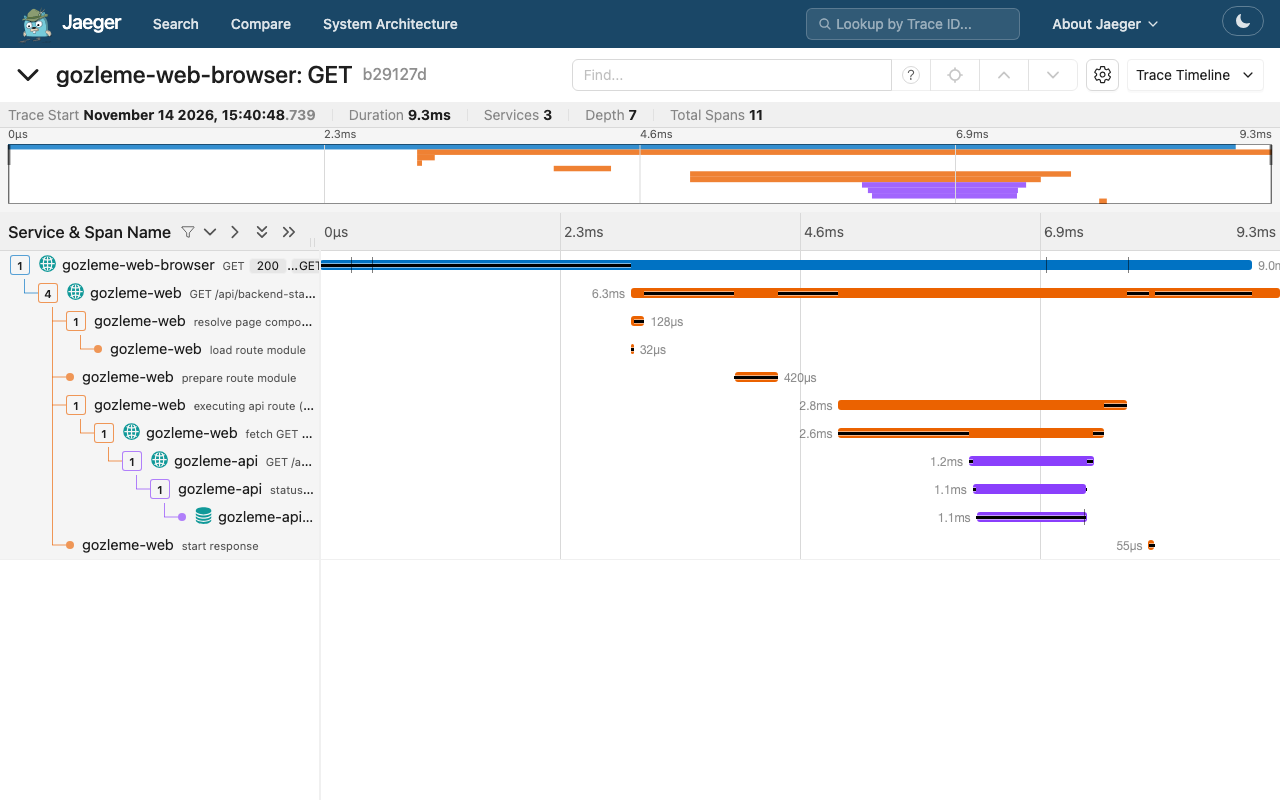 Jaeger Search Compare System Architecture Lookup by Trace ID... About Jaeger
gozleme-web-browser: GET b29127d Find... ? Trace Timeline
Trace Start November 14 2026, 15:40:48.739 Duration 9.3ms Services 3 Depth 7 Total Spans 11
0μs 2.3ms 4.6ms 6.9ms 9.3ms
Service & Span Name 0μs 2.3ms 4.6ms 6.9ms 9.3ms
1 gozleme-web-browser GET 200 ...GET 9.0m
4 gozleme-web GET /api/backend-sta... 6.3ms
1 gozleme-web resolve page compo... 128μs
gozleme-web load route module 32μs
gozleme-web prepare route module 420μs
1 gozleme-web executing api route (... 2.8ms
1 gozleme-web fetch GET ... 2.6ms
1 gozleme-api GET /a... 1.2ms
1 gozleme-api status... 1.1ms
gozleme-api... 1.1ms
gozleme-web start response 55μs